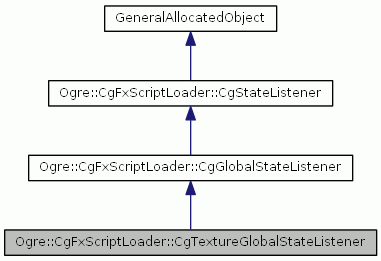 GeneralAllocatedObject
Ogre::CgFxScriptLoader::CgStateListener
Ogre::CgFxScriptLoader::CgGlobalStateListener
Ogre::CgFxScriptLoader::CgTextureGlobalStateListener